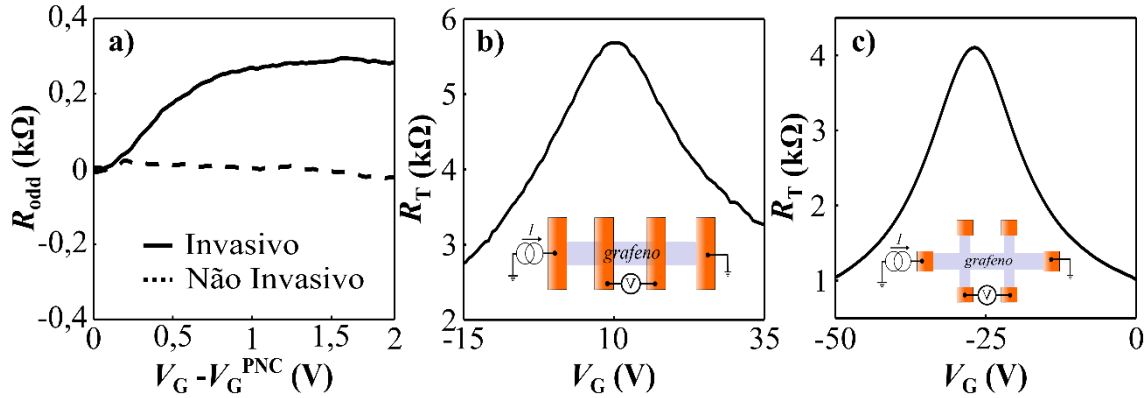 a)
0,4
0,2
0
-0,2
-0,4
R_odd (kΩ)
Invasivo
Não Invasivo
0
0,5
1
1,5
2
V_G -V_G^PNC (V)
b)
6
5
4
3
2
R_T (kΩ)
I
grafeno
V
-15
10
35
V_G (V)
c)
4
3
2
1
R_T (kΩ)
I
grafeno
V
-50
-25
0
V_G (V)